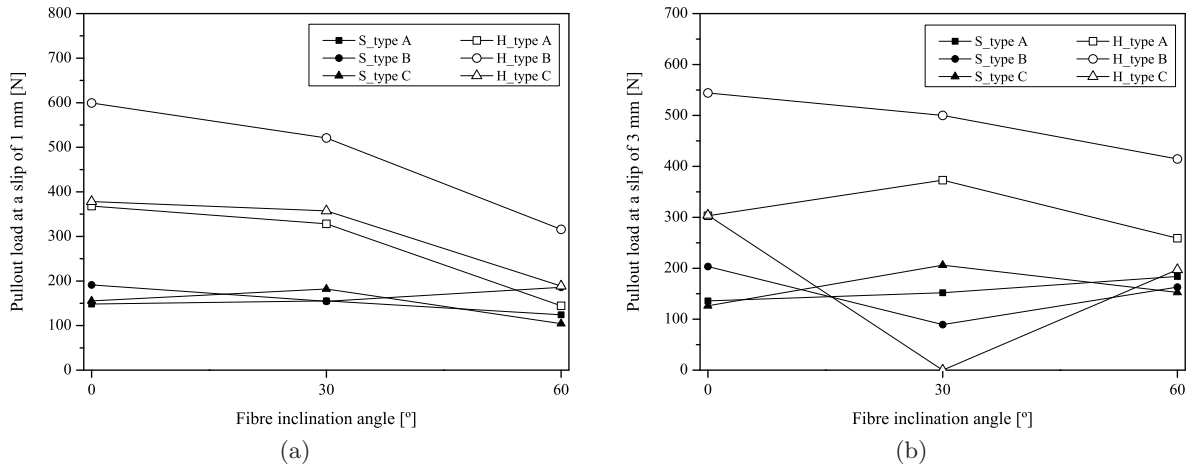 Pullout load at a slip of 1 mm [N]
800
700
600
500
400
300
200
100
0
S_type A
H_type A
S_type B
H_type B
S_type C
H_type C
0
30
60
Fibre inclination angle [º]
(a)
Pullout load at a slip of 3 mm [N]
700
600
500
400
300
200
100
0
S_type A
H_type A
S_type B
H_type B
S_type C
H_type C
0
30
60
Fibre inclination angle [º]
(b)